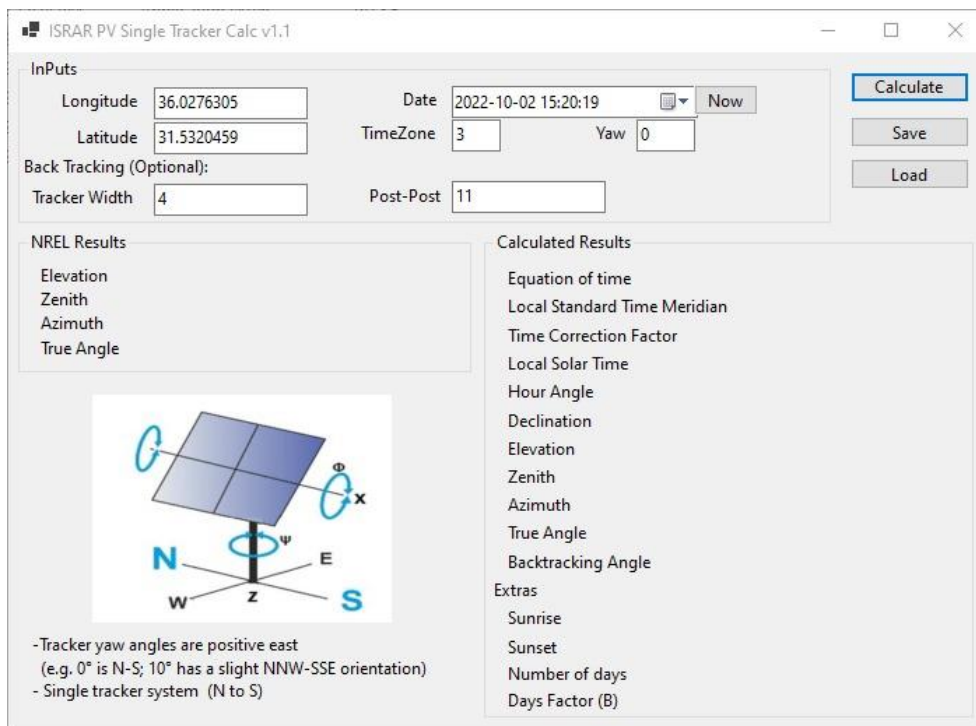 ISRAR PV Single Tracker Calc v1.1
InPuts
Longitude 36.0276305 Date 2022-10-02 15:20:19 Now
Latitude 31.5320459 TimeZone 3 Yaw 0
Back Tracking (Optional):
Tracker Width 4 Post-Post 11
Calculate
Save
Load
NREL Results
Elevation
Zenith
Azimuth
True Angle
Φ
x
Ψ
N
E
W
Z
S
-Tracker yaw angles are positive east
(e.g. 0° is N-S; 10° has a slight NNW-SSE orientation)
- Single tracker system (N to S)
Calculated Results
Equation of time
Local Standard Time Meridian
Time Correction Factor
Local Solar Time
Hour Angle
Declination
Elevation
Zenith
Azimuth
True Angle
Backtracking Angle
Extras
Sunrise
Sunset
Number of days
Days Factor (B)